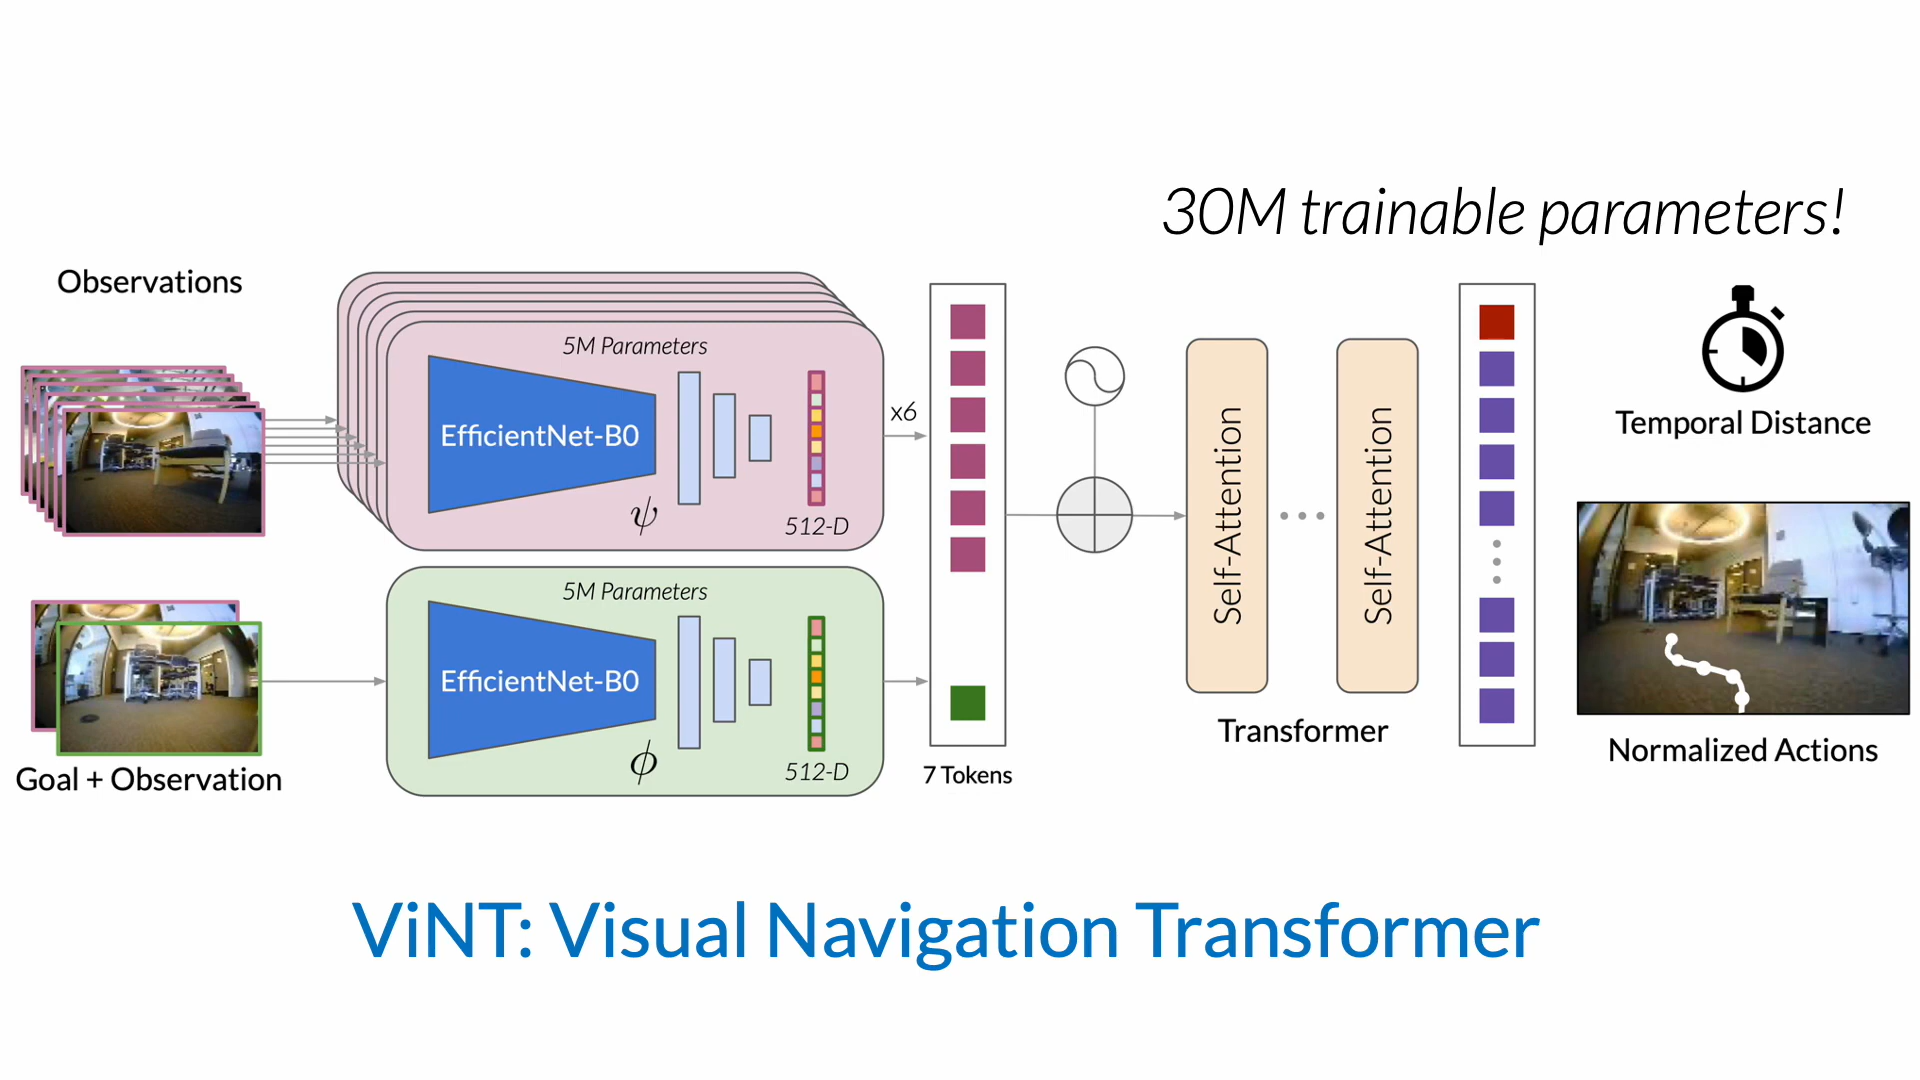 30M trainable parameters!
Observations
5M Parameters
EfficientNet-B0
ψ
512-D
x6
5M Parameters
EfficientNet-B0
ϕ
512-D
Goal + Observation
7 Tokens
Self-Attention
Self-Attention
Transformer
Temporal Distance
Normalized Actions
ViNT: Visual Navigation Transformer